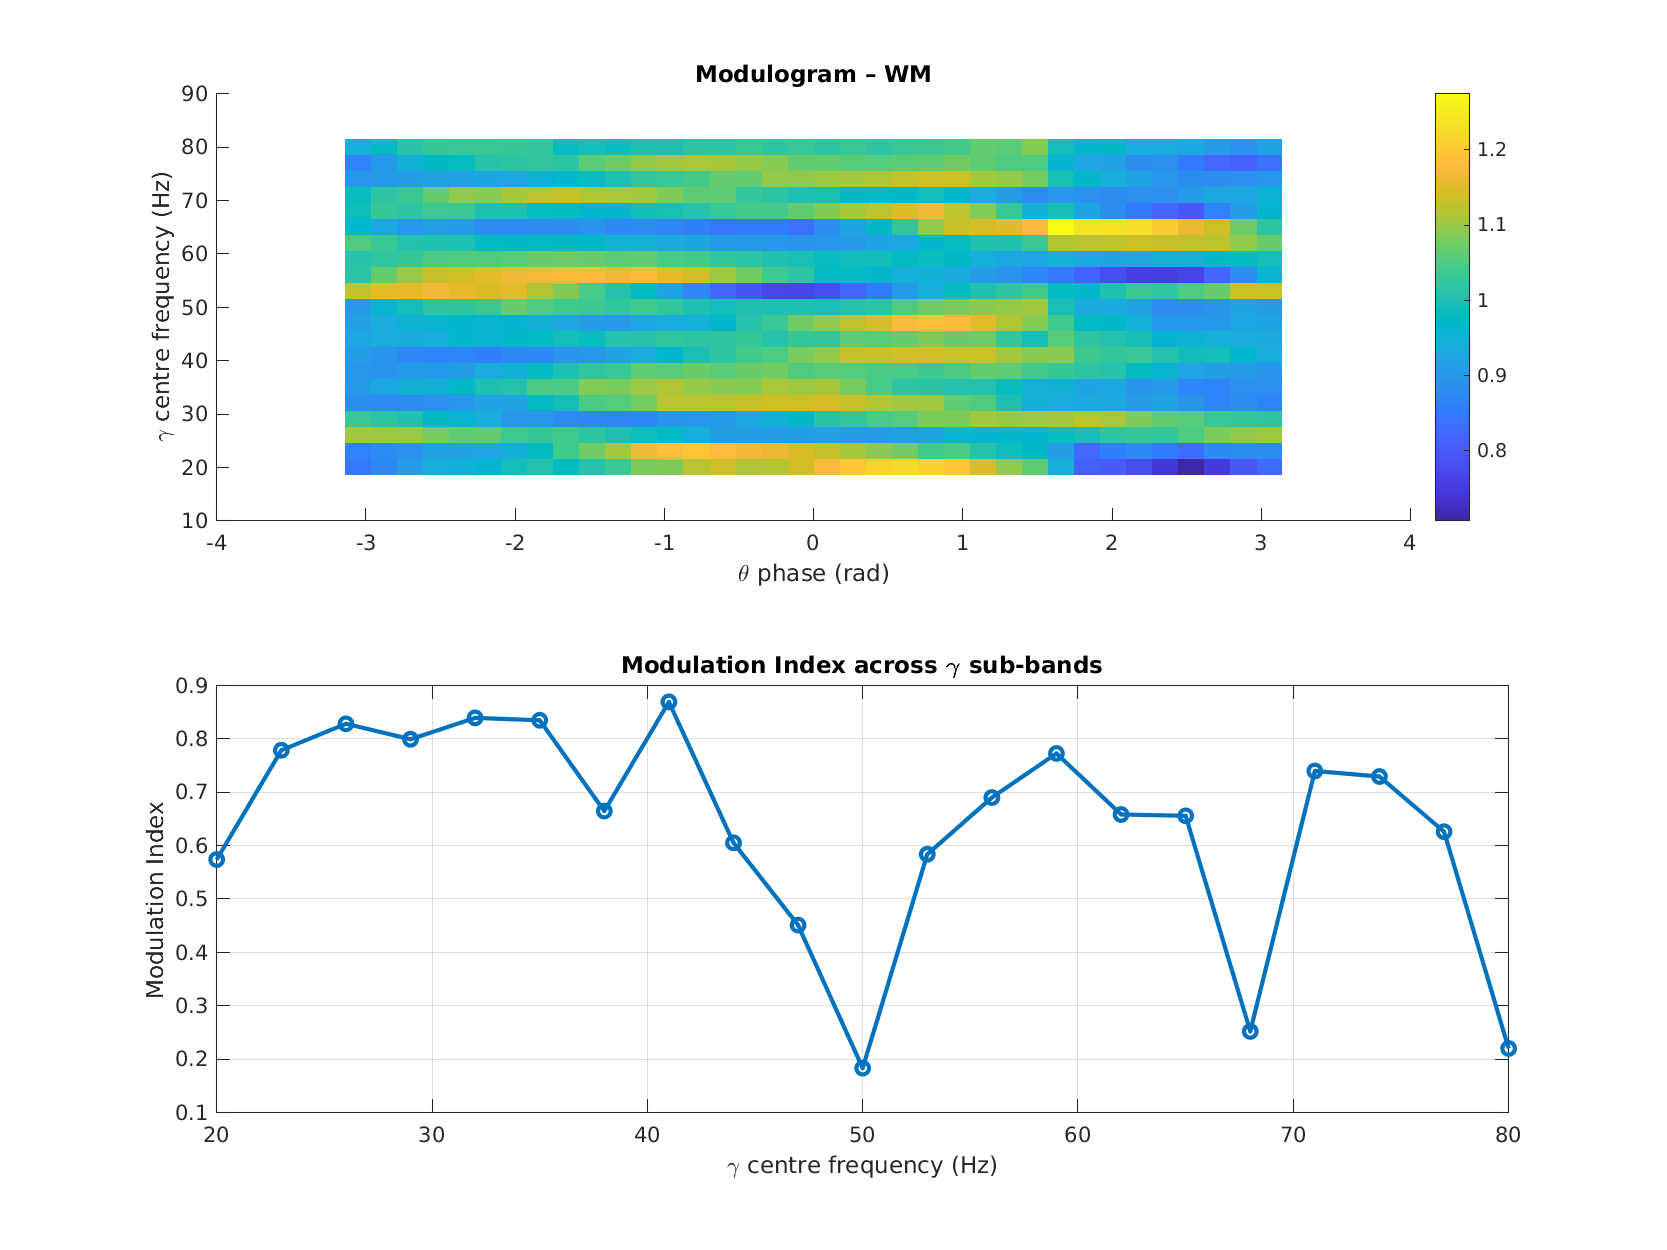 Modulogram – WM
90
80
70
60
50
40
30
20
10
γ centre frequency (Hz)
-4 -3 -2 -1 0 1 2 3 4
θ phase (rad)
1.2
1.1
1
0.9
0.8
Modulation Index across γ sub-bands
0.9
0.8
0.7
0.6
0.5
0.4
0.3
0.2
0.1
Modulation Index
20 30 40 50 60 70 80
γ centre frequency (Hz)